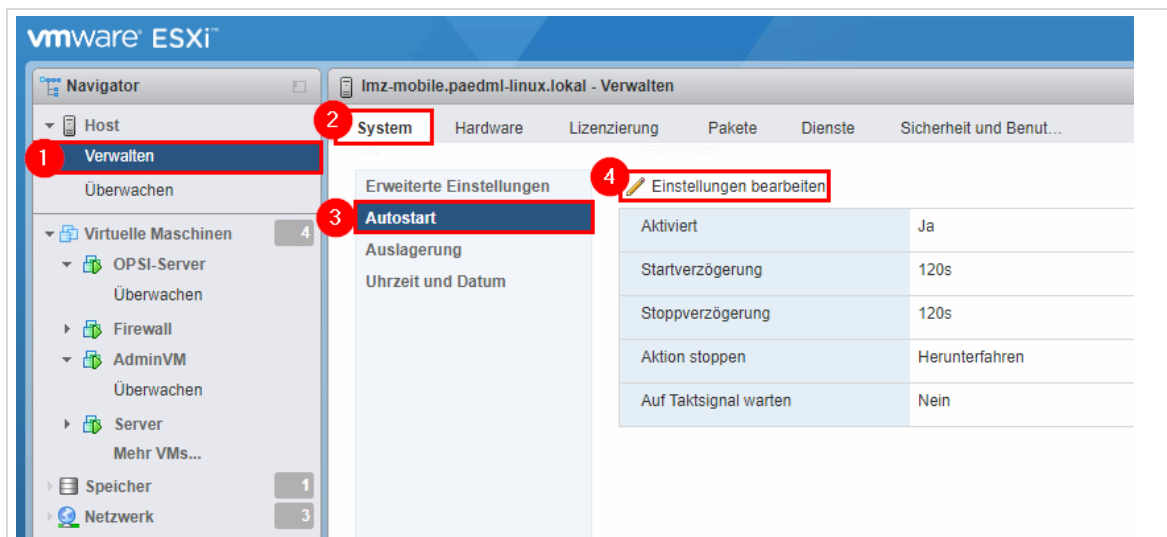 vmware ESXi™
Navigator
lmz-mobile.paedml-linux.lokal - Verwalten
Host
2
System
Hardware
Lizenzierung
Pakete
Dienste
Sicherheit und Benut...
1
Verwalten
Überwachen
Erweiterte Einstellungen
4
Einstellungen bearbeiten
3
Autostart
Aktiviert
Ja
Virtuelle Maschinen
4
Auslagerung
OPSI-Server
Startverzögerung
120s
Uhrzeit und Datum
Überwachen
Stoppverzögerung
120s
Firewall
AdminVM
Aktion stoppen
Herunterfahren
Überwachen
Auf Taktsignal warten
Nein
Server
Mehr VMs...
Speicher
1
Netzwerk
3